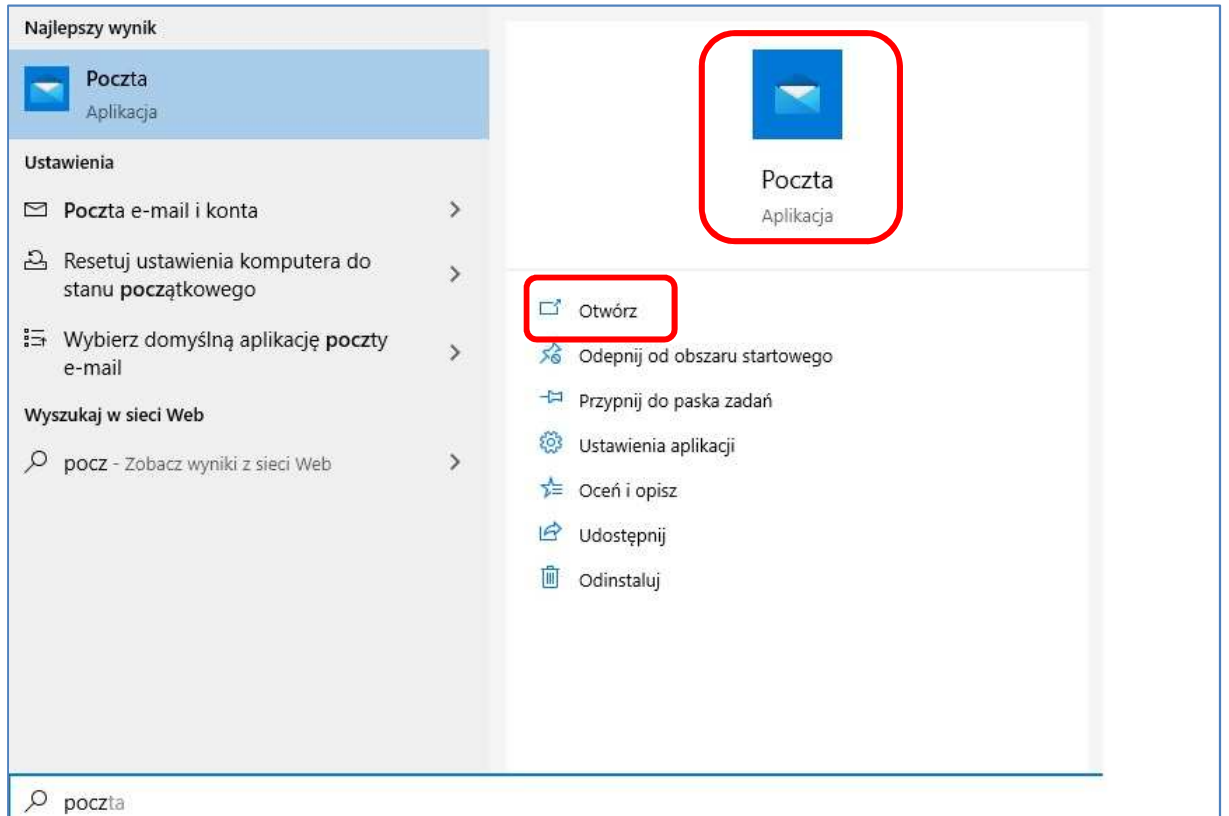 Najlepszy wynik
Poczta
Aplikacja
Ustawienia
Poczta e-mail i konta
Resetuj ustawienia komputera do
stanu początkowego
Wybierz domyślną aplikację poczty
e-mail
Wyszukaj w sieci Web
pocz - Zobacz wyniki z sieci Web
Poczta
Aplikacja
Otwórz
Odepnij od obszaru startowego
Przypnij do paska zadań
Ustawienia aplikacji
Oceń i opisz
Udostępnij
Odinstaluj
poczta